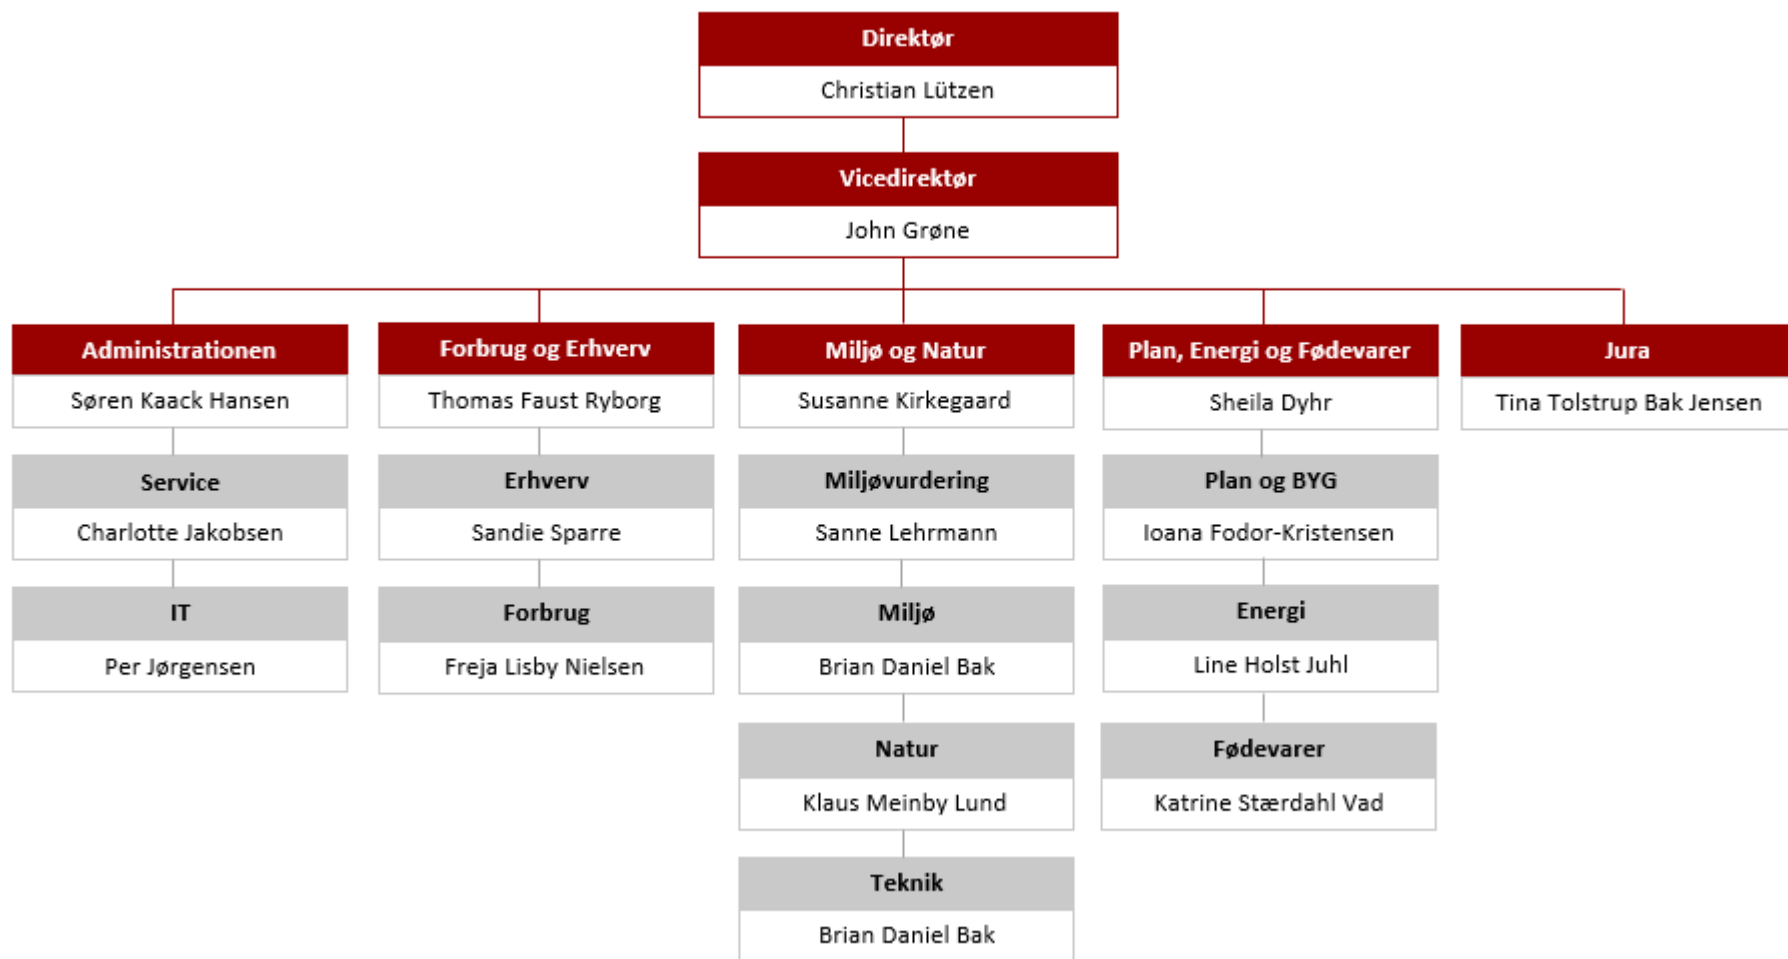 Direktør
Christian Lützen
Vicedirektør
John Grøne
Administrationen
Søren Kaack Hansen
Service
Charlotte Jakobsen
IT
Per Jørgensen
Forbrug og Erhverv
Thomas Faust Ryborg
Erhverv
Sandie Sparre
Forbrug
Freja Lisby Nielsen
Miljø og Natur
Susanne Kirkegaard
Miljøvurdering
Sanne Lehrmann
Miljø
Brian Daniel Bak
Natur
Klaus Meinby Lund
Teknik
Brian Daniel Bak
Plan, Energi og Fødevarer
Sheila Dyhr
Plan og BYG
Ioana Fodor-Kristensen
Energi
Line Holst Juhl
Fødevarer
Katrine Stærdahl Vad
Jura
Tina Tolstrup Bak Jensen